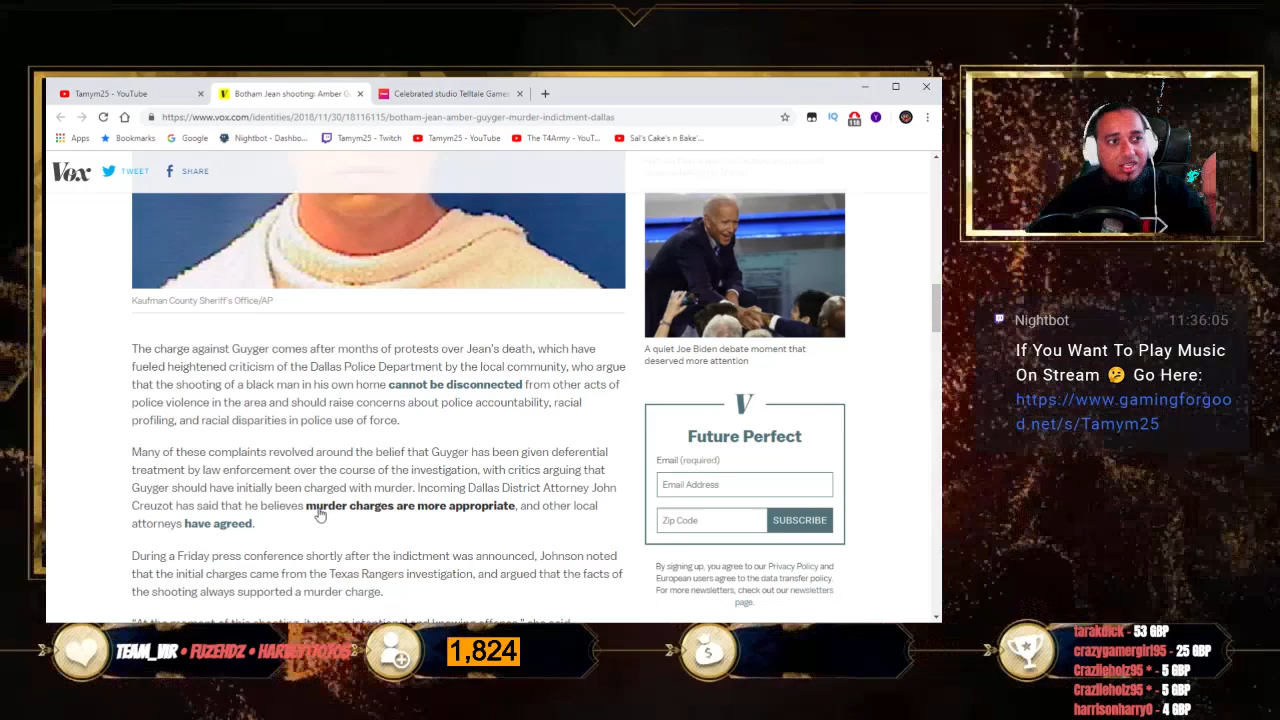 Tamym25 - YouTube
Botham Jean shooting: Amber G
Celebrated studio Telltale Games
https://www.vox.com/identities/2018/11/30/18116115/botham-jean-amber-guyger-murder-indictment-dallas
Apps
Bookmarks
Google
Nightbot - Dashbo...
Tamym25 - Twitch
Tamym25 - YouTube
The T4Army - YouT...
Sal's Cake's n Bake'...
Vox
TWEET
SHARE
Kaufman County Sheriff's Office/AP
The charge against Guyger comes after months of protests over Jean's death, which have
fueled heightened criticism of the Dallas Police Department by the local community, who argue
that the shooting of a black man in his own home cannot be disconnected from other acts of
police violence in the area and should raise concerns about police accountability, racial
profiling, and racial disparities in police use of force.
Many of these complaints revolved around the belief that Guyger has been given deferential
treatment by law enforcement over the course of the investigation, with critics arguing that
Guyger should have initially been charged with murder. Incoming Dallas District Attorney John
Creuzot has said that he believes murder charges are more appropriate, and other local
attorneys have agreed.
During a Friday press conference shortly after the indictment was announced, Johnson noted
that the initial charges came from the Texas Rangers investigation, and argued that the facts of
the shooting always supported a murder charge.
A quiet Joe Biden debate moment that
deserved more attention
V
Future Perfect
Email (required)
Email Address
Zip Code
SUBSCRIBE
By signing up, you agree to our Privacy Policy and
European users agree to the data transfer policy.
For more newsletters, check out our newsletters
page.
Nightbot
11:36:05
If You Want To Play Music
On Stream 🤔 Go Here:
https://www.gamingforgoo
d.net/s/Tamym25
TEAM_VIR • FUZEHDZ •
1,824
tarakdick - 53 GBP
crazygamergirl95 - 25 GBP
Crazlieholz95 * - 5 GBP
Crazlieholz95 * - 5 GBP
harrisonharry0 - 4 GBP